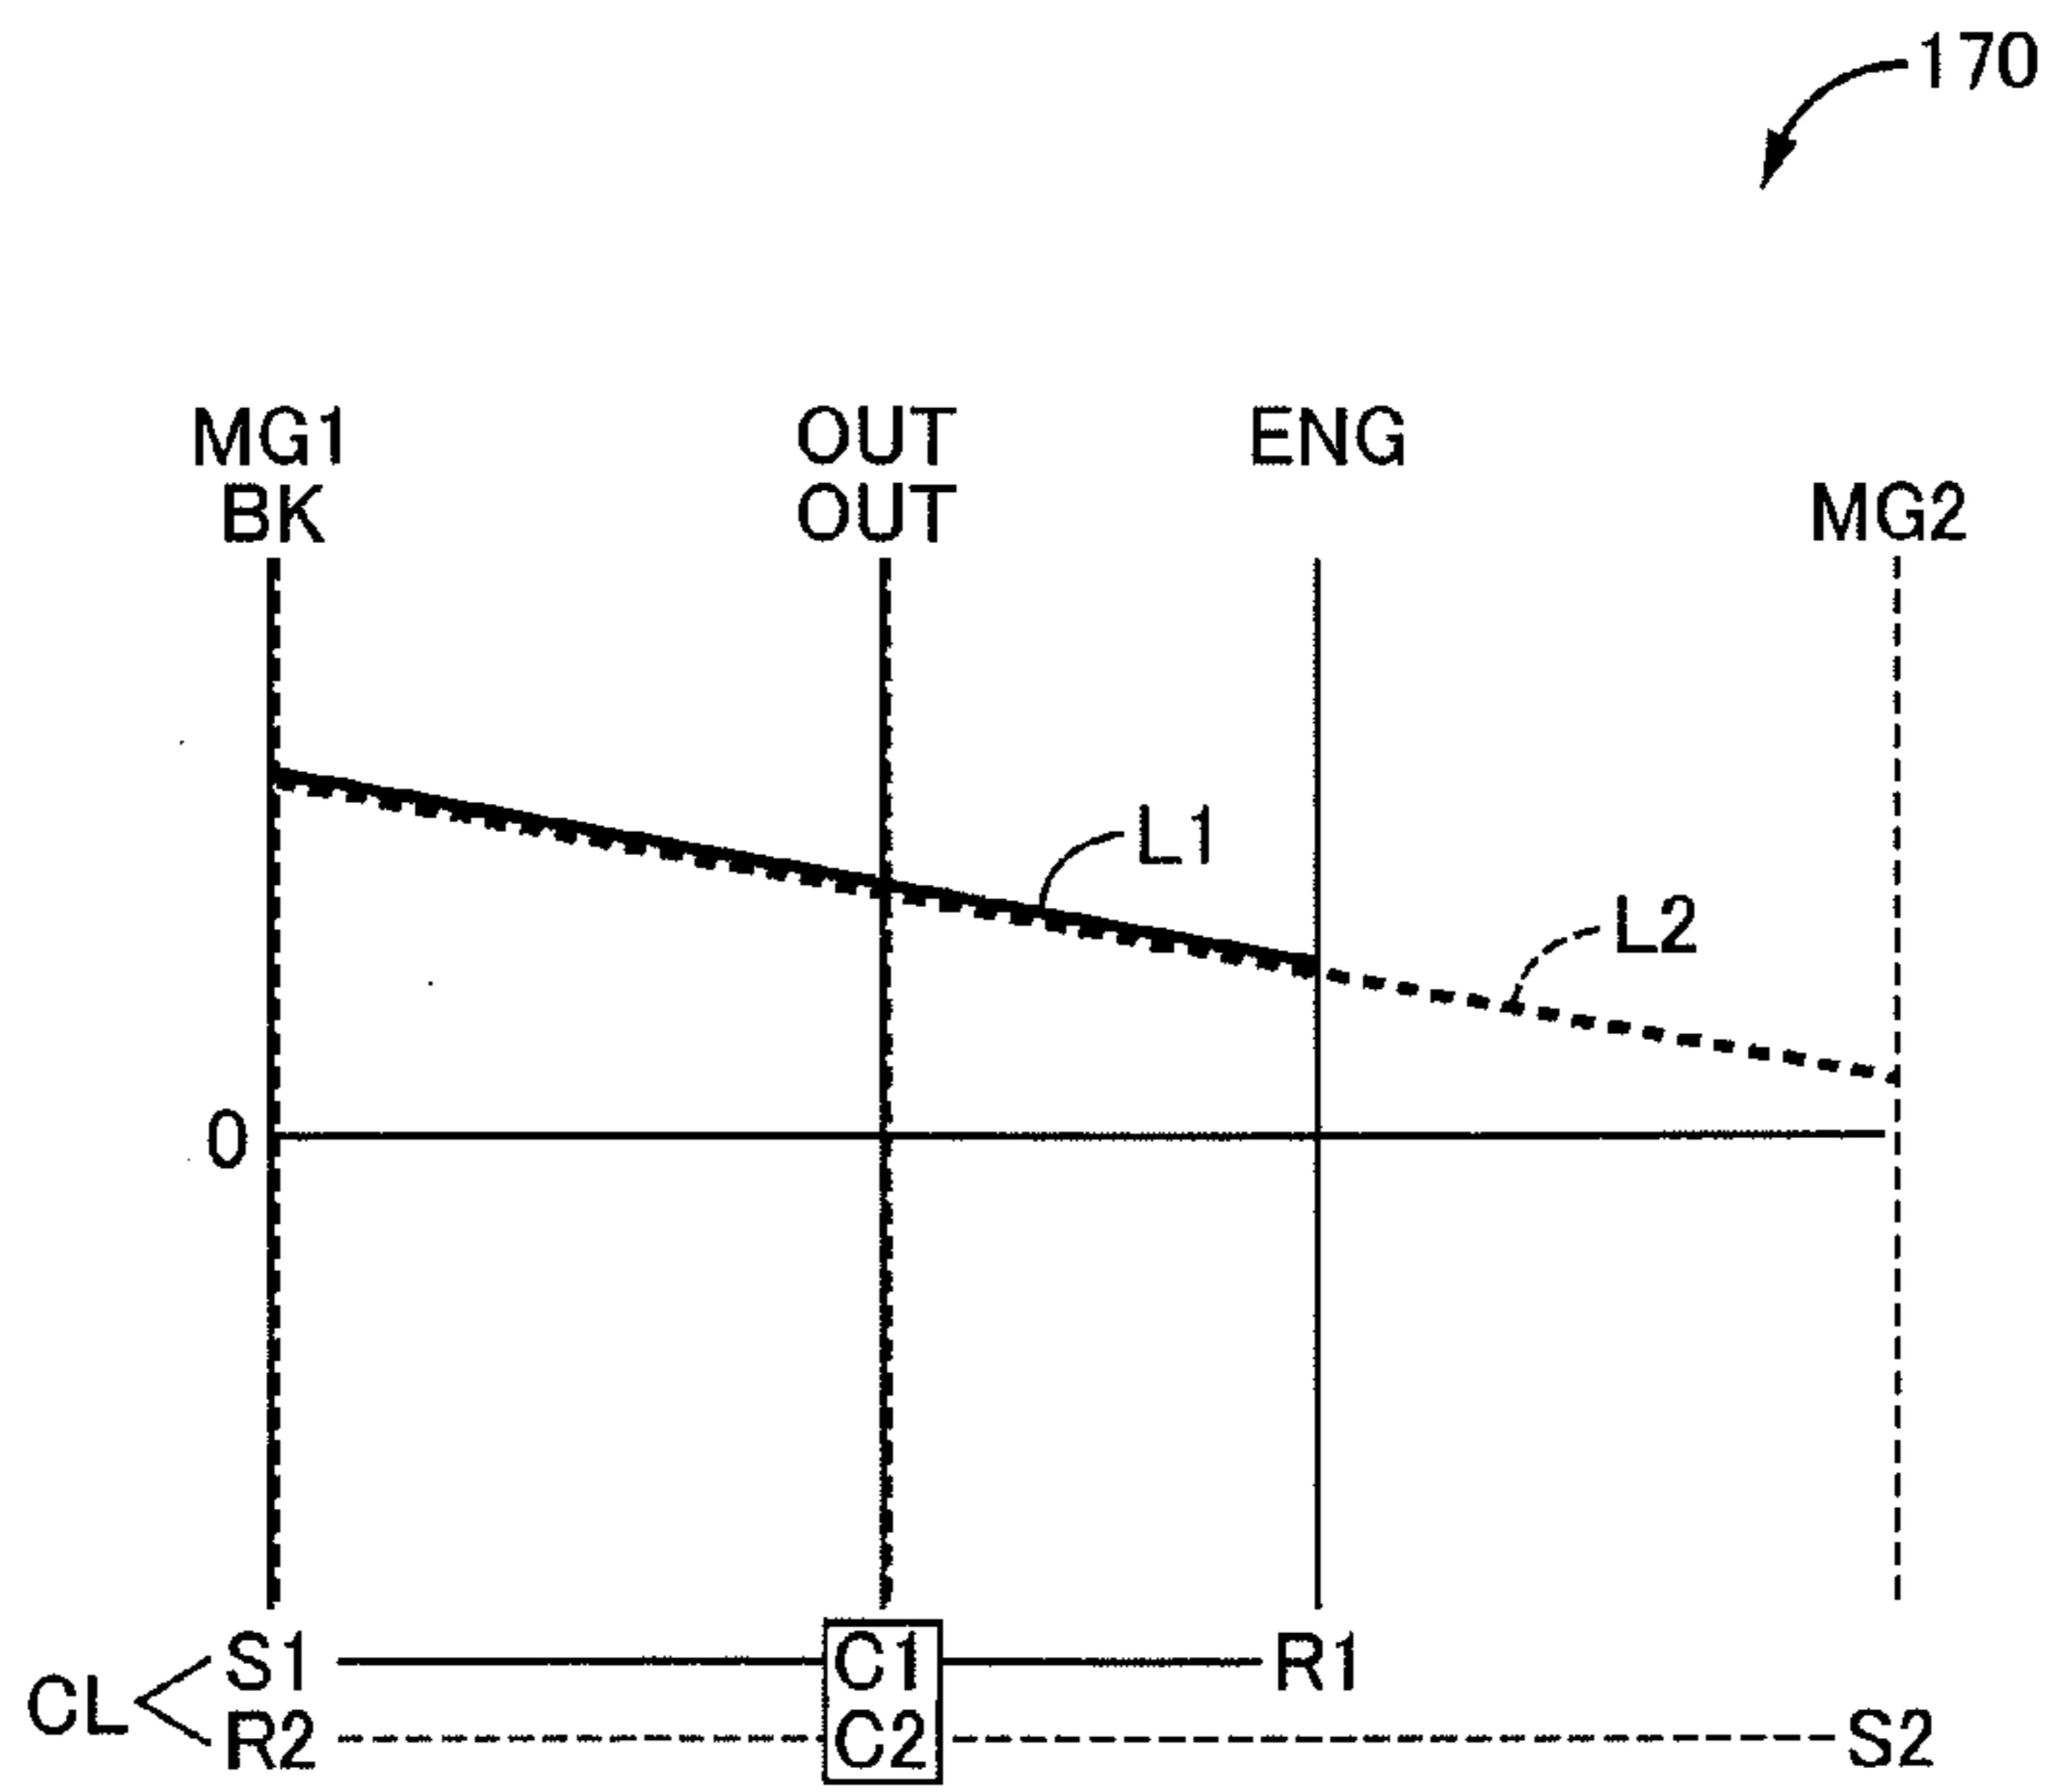 170
MG1 OUT ENG
BK OUT MG2
L1
L2
0
S1 C1 R1
CL
R2 C2 S2